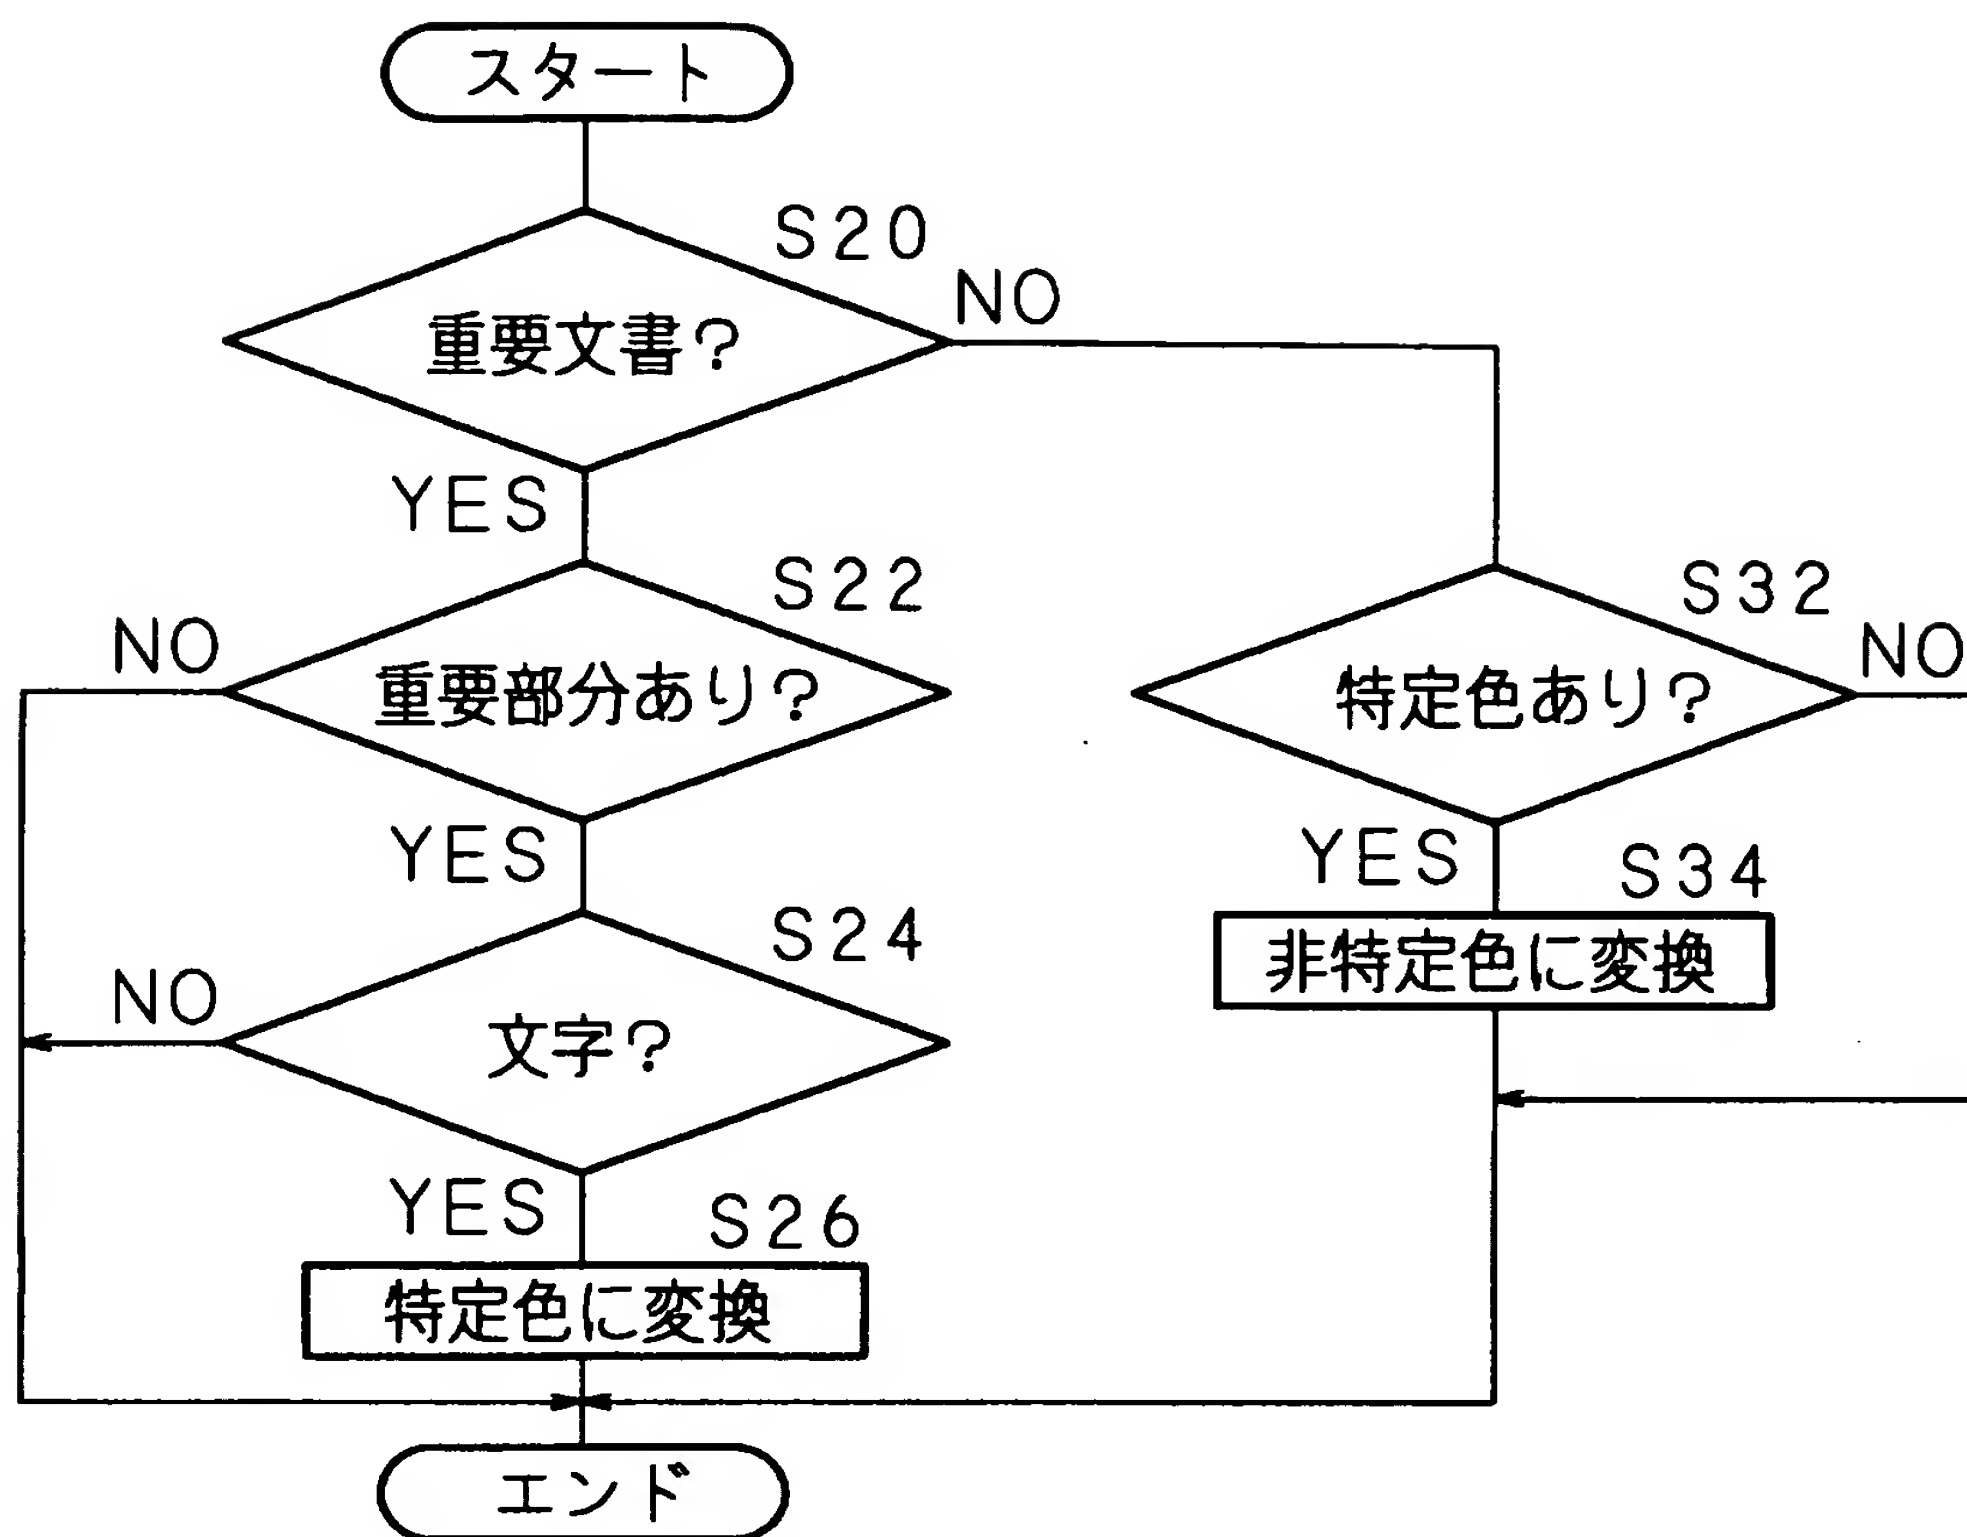 スタート
S20
重要文書？
NO
YES
S22
NO
重要部分あり？
YES
S24
NO
文字？
YES
S26
特定色に変換
S32
NO
特定色あり？
YES
S34
非特定色に変換
エンド